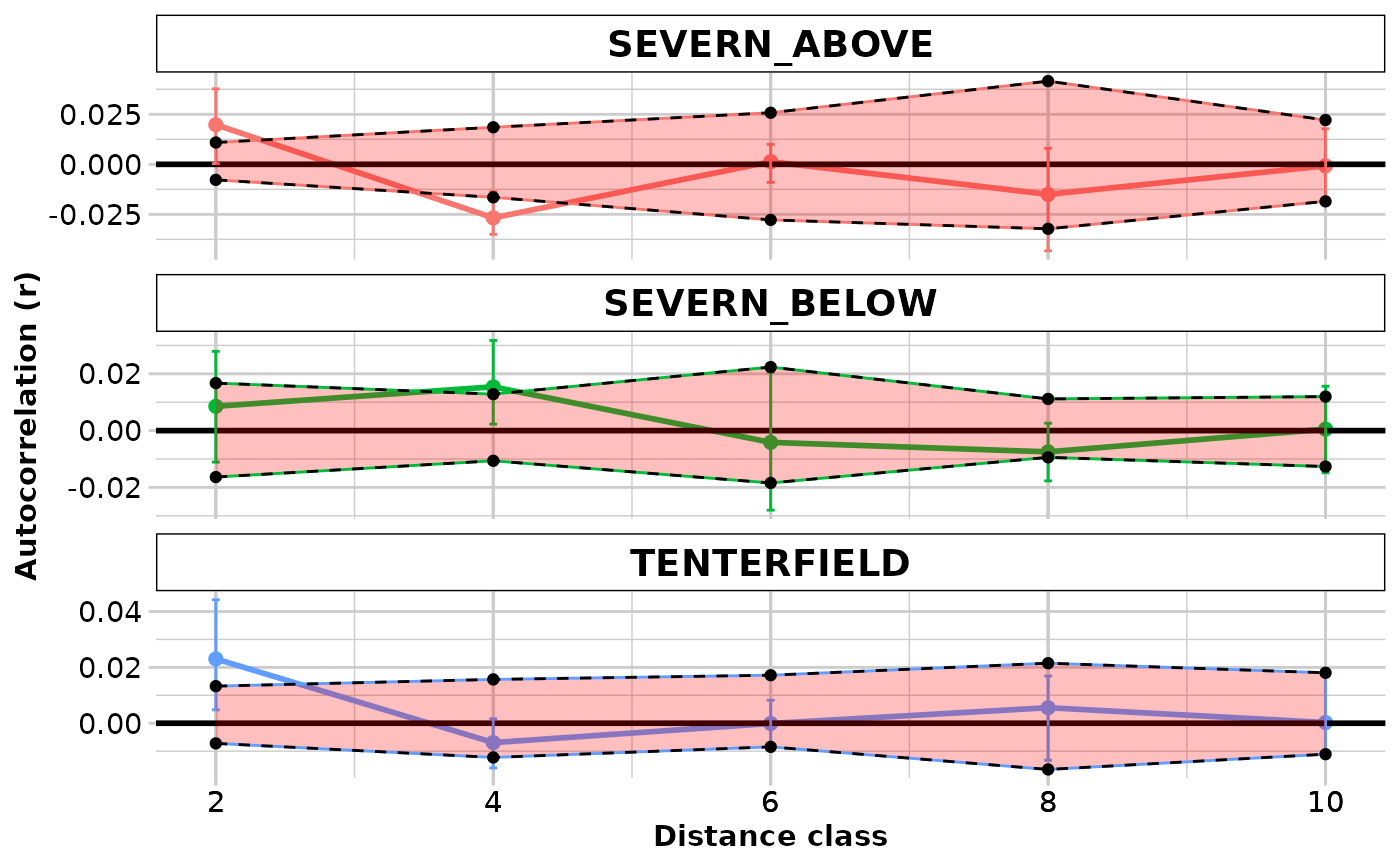 SEVERN_ABOVE
0.025
0.000
-0.025
SEVERN_BELOW
0.02
0.00
-0.02
TENTERFIELD
0.04
0.02
0.00
2 4 6 8 10
Distance class
Autocorrelation (r)